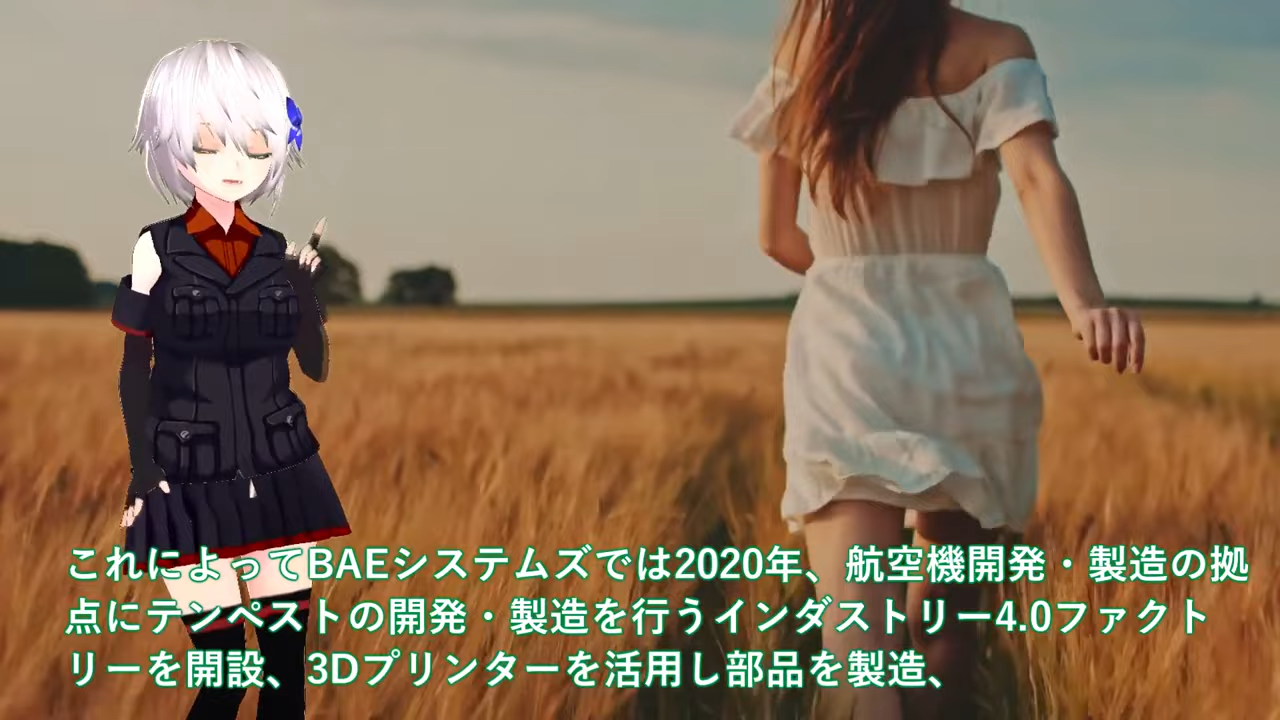 これによってBAEシステムズでは2020年、航空機開発・製造の拠
点にテンペストの開発・製造を行うインダストリー4.0ファクト
リーを開設、3Dプリンターを活用し部品を製造、